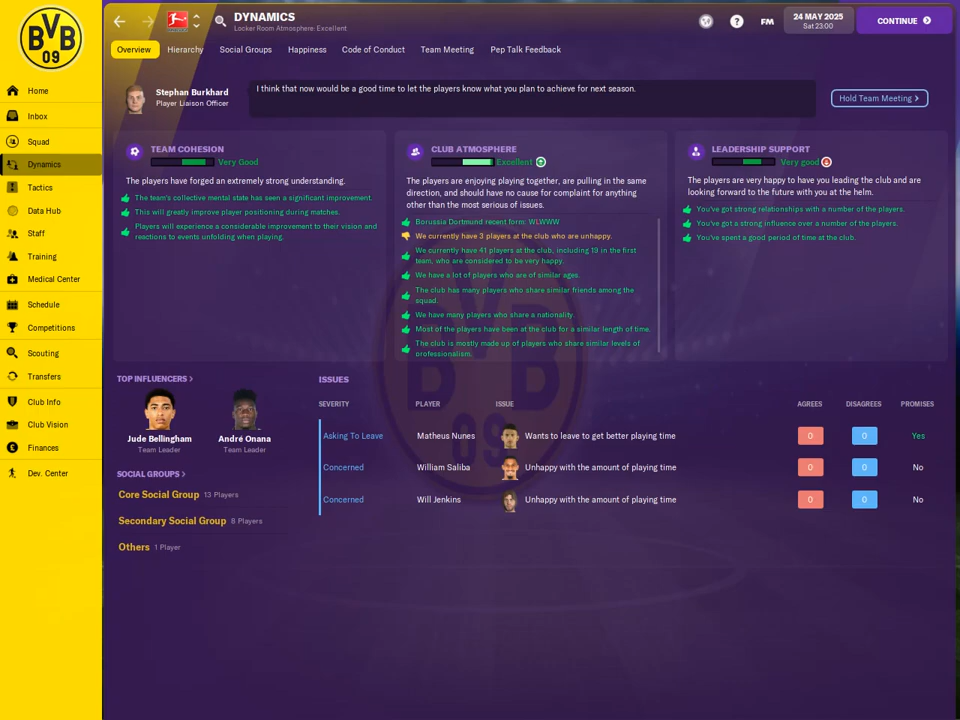 BVB
09
DYNAMICS
Locker Room Atmosphere: Excellent
FM
24 MAY 2025
Sat 23:00
CONTINUE
Overview
Hierarchy
Social Groups
Happiness
Code of Conduct
Team Meeting
Pep Talk Feedback
Home
Inbox
Squad
Dynamics
Tactics
Data Hub
Staff
Training
Medical Center
Schedule
Competitions
Scouting
Transfers
Club Info
Club Vision
Finances
Dev. Center
Stephan Burkhard
Player Liaison Officer
I think that now would be a good time to let the players know what you plan to achieve for next season.
Hold Team Meeting >
TEAM COHESION
Very Good
The players have forged an extremely strong understanding.
The team's collective mental state has seen a significant improvement.
This will greatly improve player positioning during matches.
Players will experience a considerable improvement to their vision and
reactions to events unfolding when playing.
CLUB ATMOSPHERE
Excellent
The players are enjoying playing together, are pulling in the same
direction, and should have no cause for complaint for anything
other than the most serious of issues.
Borussia Dortmund recent form: WLWWW
We currently have 3 players at the club who are unhappy.
We currently have 41 players at the club, including 19 in the first
team, who are considered to be very happy.
We have a lot of players who are of similar ages.
The club has many players who share similar friends among the
squad.
We have many players who share a nationality.
Most of the players have been at the club for a similar length of time.
The club is mostly made up of players who share similar levels of
professionalism.
LEADERSHIP SUPPORT
Very good
The players are very happy to have you leading the club and are
looking forward to the future with you at the helm.
You've got strong relationships with a number of the players.
You've got a strong influence over a number of the players.
You've spent a good period of time at the club.
TOP INFLUENCERS >
Jude Bellingham
Team Leader
André Onana
Team Leader
SOCIAL GROUPS >
Core Social Group 13 Players
Secondary Social Group 8 Players
Others 1 Player
ISSUES
SEVERITY PLAYER ISSUE AGREES DISAGREES PROMISES
Asking To Leave Matheus Nunes Wants to leave to get better playing time 0 0 Yes
Concerned William Saliba Unhappy with the amount of playing time 0 0 No
Concerned Will Jenkins Unhappy with the amount of playing time 0 0 No